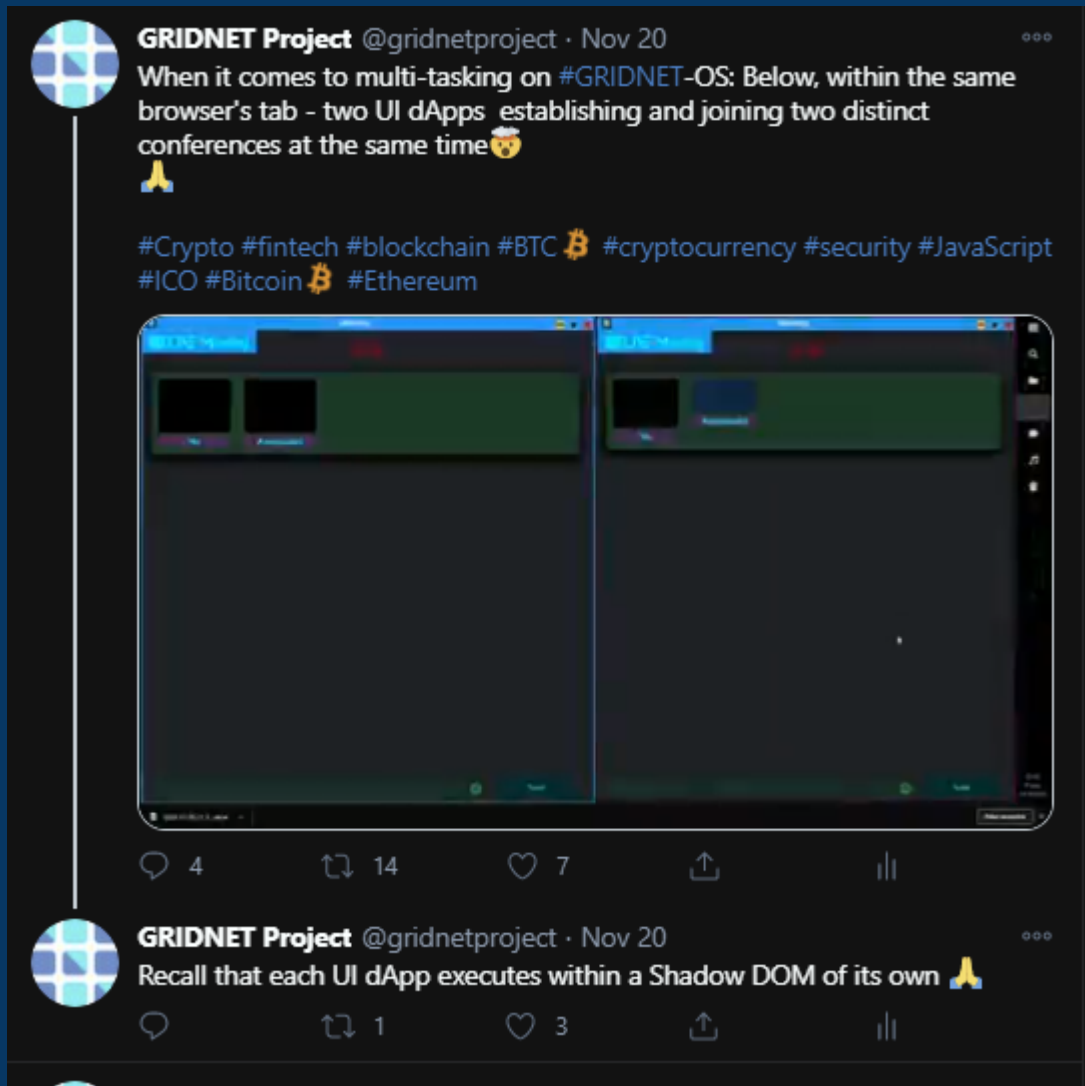 GRIDNET Project @gridnetproject · Nov 20
When it comes to multi-tasking on #GRIDNET-OS: Below, within the same
browser's tab - two UI dApps establishing and joining two distinct
conferences at the same time🤯
🙏
#Crypto #fintech #blockchain #BTC #cryptocurrency #security #JavaScript
#ICO #Bitcoin #Ethereum
4 14 7
GRIDNET Project @gridnetproject · Nov 20
Recall that each UI dApp executes within a Shadow DOM of its own 🙏
1 3